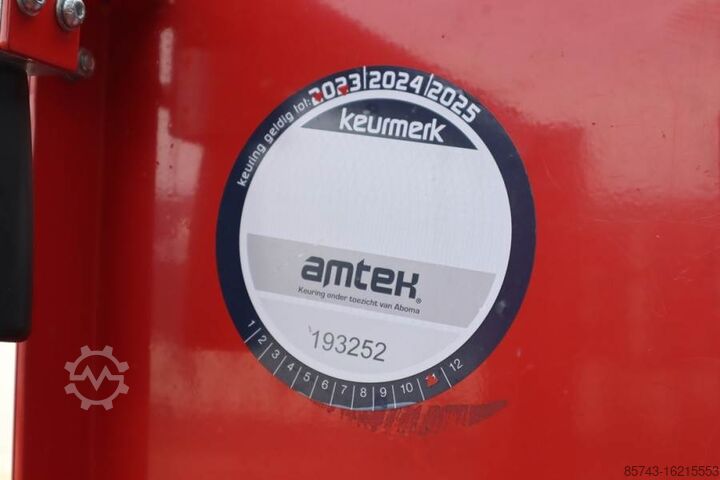 keuring geldig tot: 2023 2024 2025
keurmerk
amtek®
Keuring onder toezicht van Aboma
193252
1 2 3 4 5 6 7 8 9 10 11 12
85743-16215553